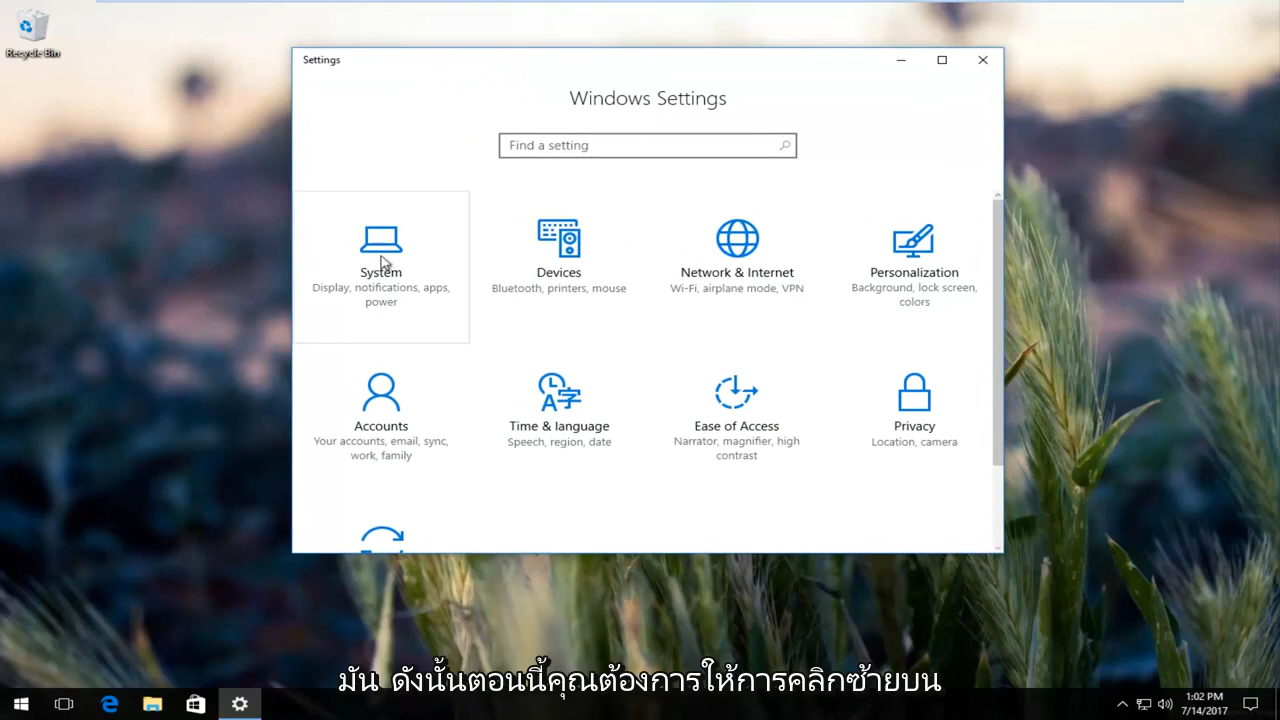 Recycle Bin
Settings
Windows Settings
Find a setting
System
Display, notifications, apps,
power
Devices
Bluetooth, printers, mouse
Network & Internet
Wi-Fi, airplane mode, VPN
Personalization
Background, lock screen,
colors
Accounts
Your accounts, email, sync,
work, family
Time & language
Speech, region, date
Ease of Access
Narrator, magnifier, high
contrast
Privacy
Location, camera
มัน ดังนั้นตอนนี้คุณต้องการให้การคลิกซ้ายบน
1:02 PM
7/14/2017